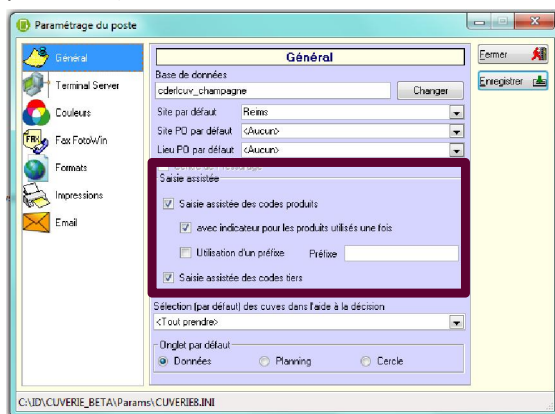 Paramétrage du poste
Général
Terminal Server
Couleurs
Fax FotoWin
Formats
Impressions
Email
Général
Base de données
cderlcuv_champagne
Changer
Site par défaut Reims
Site PO par défaut <Aucun>
Lieu PO par défaut <Aucun>
Saisie assistée
Saisie assistée des codes produits
avec indicateur pour les produits utilisés une fois
Utilisation d'un préfixe Préfixe
Saisie assistée des codes tiers
Sélection (par défaut) des cuves dans l'aide à la décision
<Tout prendre>
Onglet par défaut
Données Planning Cercle
Fermer
Enregistrer
C:\ID\CUVERIE_BETA\Params\CUVERIE8.INI